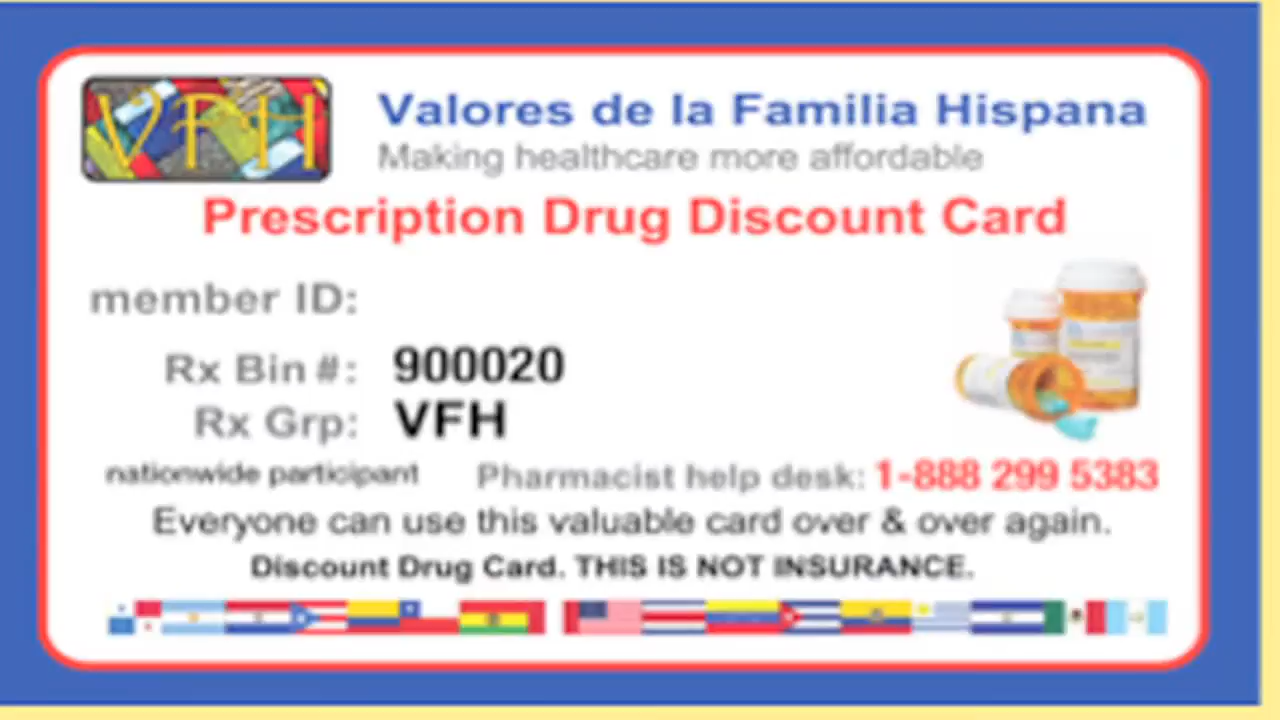 VFH
Valores de la Familia Hispana
Making healthcare more affordable
Prescription Drug Discount Card
member ID:
Rx Bin #: 900020
Rx Grp: VFH
nationwide participant Pharmacist help desk: 1-888 299 5383
Everyone can use this valuable card over & over again.
Discount Drug Card. THIS IS NOT INSURANCE.